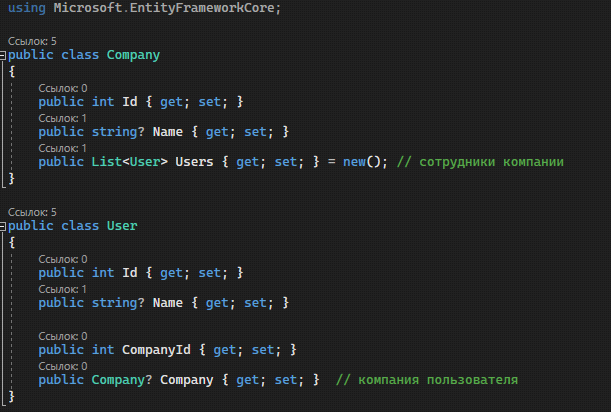 using Microsoft.EntityFrameworkCore;
Ссылок: 5
public class Company
{
Ссылок: 0
public int Id { get; set; }
Ссылок: 1
public string? Name { get; set; }
Ссылок: 1
public List<User> Users { get; set; } = new(); // сотрудники компании
}
Ссылок: 5
public class User
{
Ссылок: 0
public int Id { get; set; }
Ссылок: 1
public string? Name { get; set; }
Ссылок: 0
public int CompanyId { get; set; }
Ссылок: 0
public Company? Company { get; set; }  // компания пользователя
}